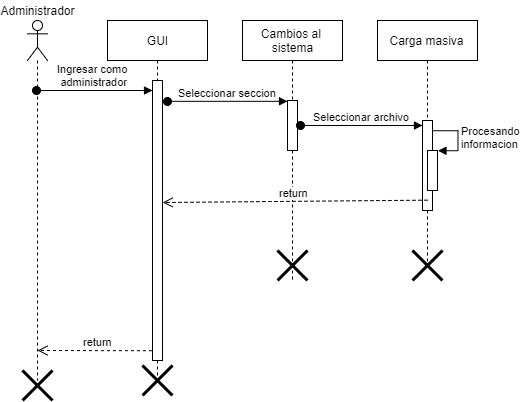 Administrador
GUI
Cambios al
sistema
Carga masiva
Ingresar como
administrador
Seleccionar seccion
Seleccionar archivo
Procesando
informacion
return
return